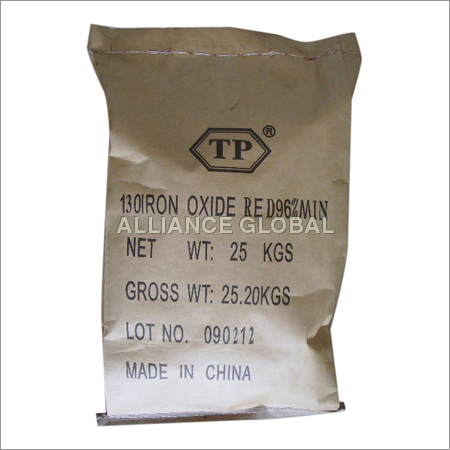 TP®
130IRON OXIDE RED96%MIN
ALLIANCE GLOBAL
NET WT: 25 KGS
GROSS WT: 25.20KGS
LOT NO. 090212
MADE IN CHINA